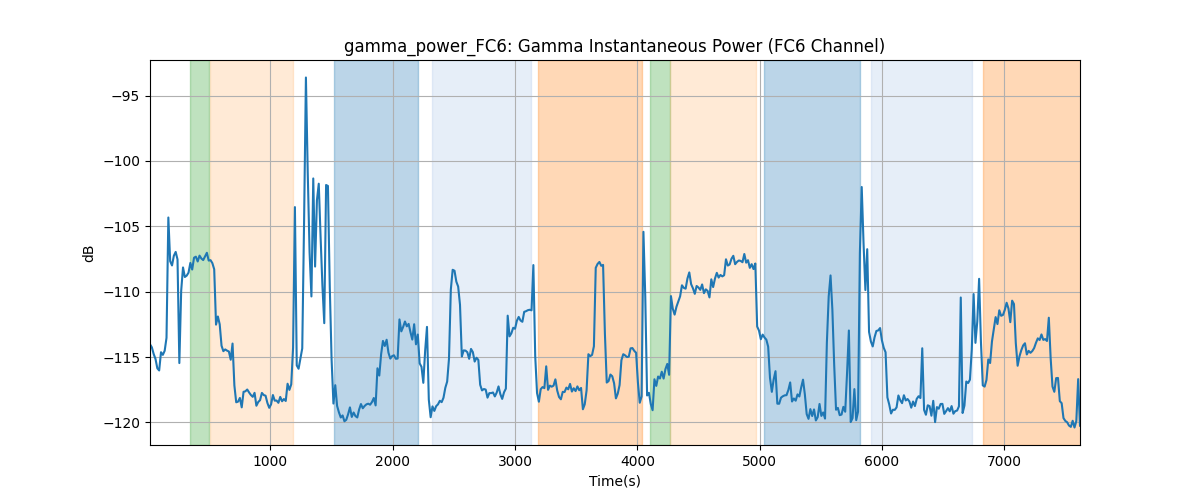 gamma_power_FC6: Gamma Instantaneous Power (FC6 Channel)
−95
−100
−105
−110
−115
−120
dB
1000 2000 3000 4000 5000 6000 7000
Time(s)